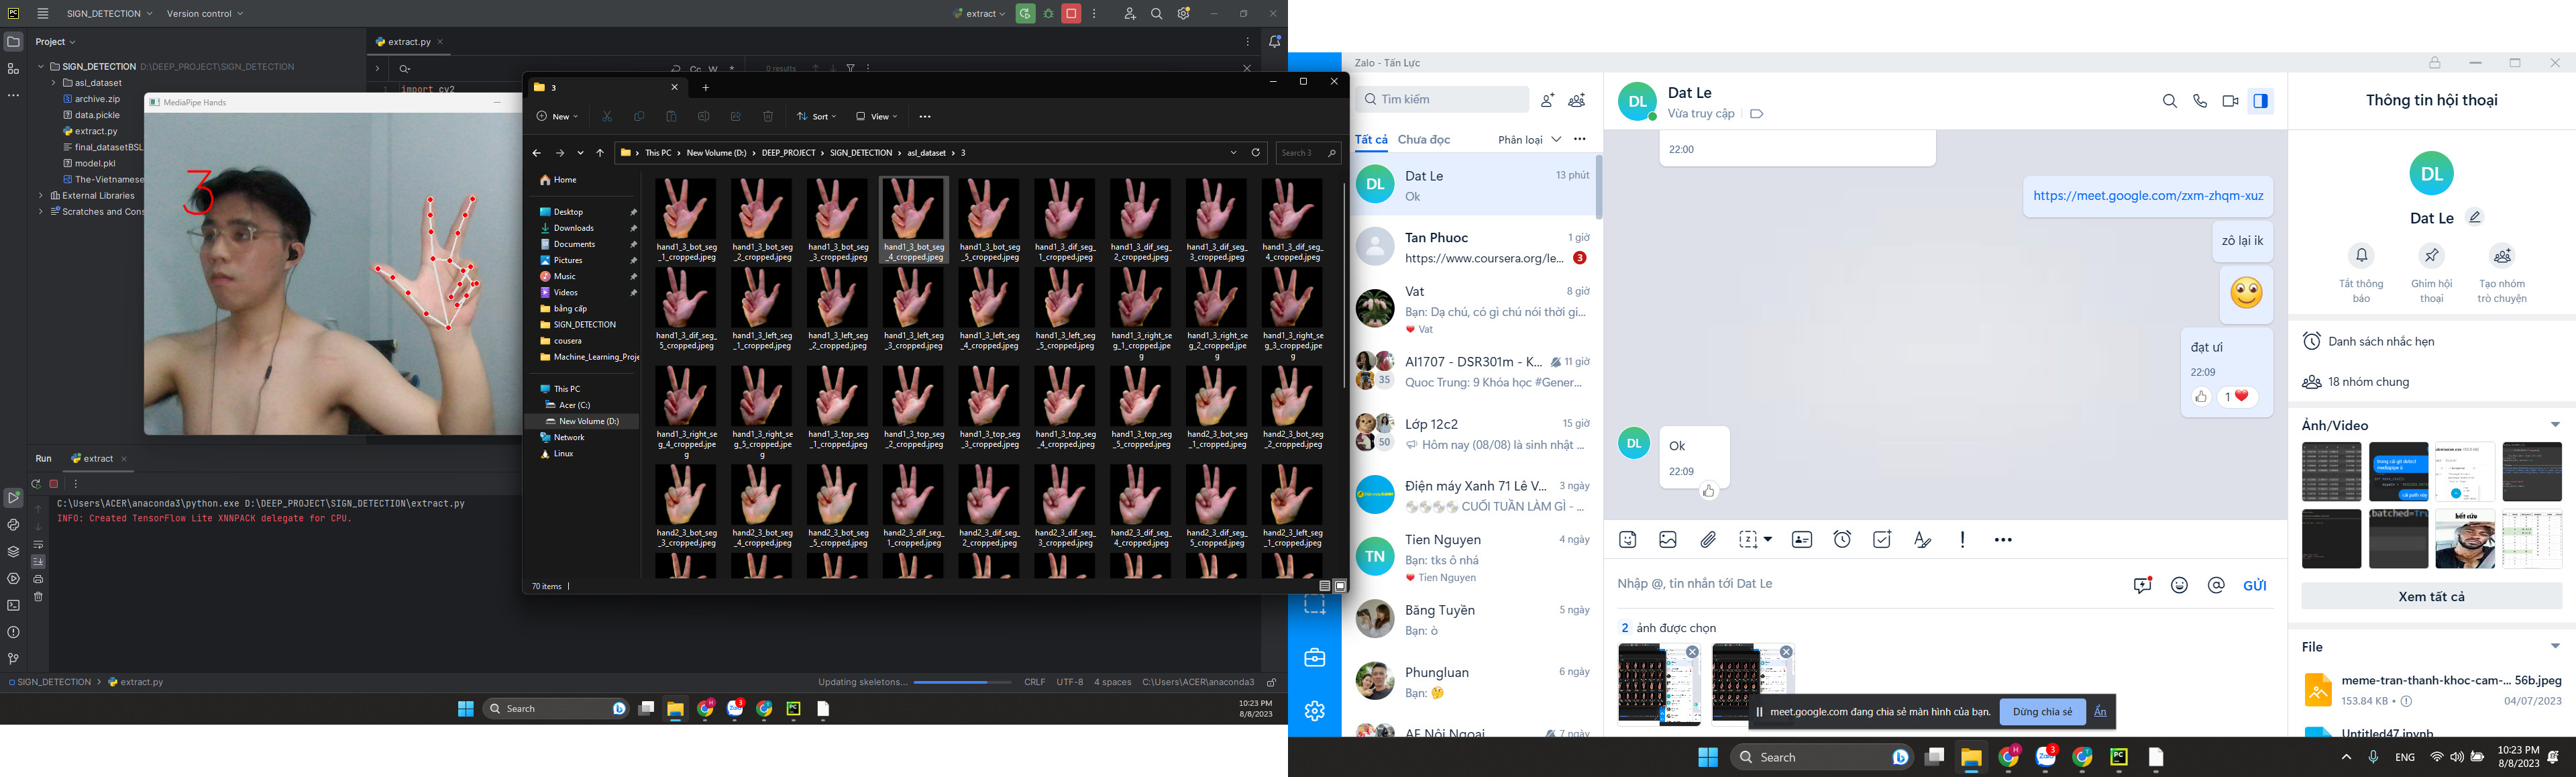 SIGN_DETECTION
Version control
extract
Project
extract.py
SIGN_DETECTION D:\DEEP_PROJECT\SIGN_DETECTION
asl_dataset
archive.zip
data.pickle
extract.py
final_datasetBSL
model.pkl
The-Vietnamese
External Libraries
Scratches and Cons
Cc W .*
0 results
1 import cv2
MediaPipe Hands
3
Run
extract
C:\Users\ACER\anaconda3\python.exe D:\DEEP_PROJECT\SIGN_DETECTION\extract.py
INFO: Created TensorFlow Lite XNNPACK delegate for CPU.
SIGN_DETECTION > extract.py
Updating skeletons...
CRLF UTF-8 4 spaces C:\Users\ACER\anaconda3
Search
10:23 PM
8/8/2023
3
New
Sort
View
This PC > New Volume (D:) > DEEP_PROJECT > SIGN_DETECTION > asl_dataset > 3
Search 3
Home
Desktop
Downloads
Documents
Pictures
Music
Videos
bằng cấp
SIGN_DETECTION
cousera
Machine_Learning_Proje
This PC
Acer (C:)
New Volume (D:)
Network
Linux
hand1_3_bot_seg_1_cropped.jpeg
hand1_3_bot_seg_2_cropped.jpeg
hand1_3_bot_seg_3_cropped.jpeg
hand1_3_bot_seg_4_cropped.jpeg
hand1_3_bot_seg_5_cropped.jpeg
hand1_3_dif_seg_1_cropped.jpeg
hand1_3_dif_seg_2_cropped.jpeg
hand1_3_dif_seg_3_cropped.jpeg
hand1_3_dif_seg_4_cropped.jpeg
hand1_3_dif_seg_5_cropped.jpeg
hand1_3_left_seg_1_cropped.jpeg
hand1_3_left_seg_2_cropped.jpeg
hand1_3_left_seg_3_cropped.jpeg
hand1_3_left_seg_4_cropped.jpeg
hand1_3_left_seg_5_cropped.jpeg
hand1_3_right_seg_1_cropped.jpeg
hand1_3_right_seg_2_cropped.jpeg
hand1_3_right_seg_3_cropped.jpeg
hand1_3_right_seg_4_cropped.jpeg
hand1_3_right_seg_5_cropped.jpeg
hand1_3_top_seg_1_cropped.jpeg
hand1_3_top_seg_2_cropped.jpeg
hand1_3_top_seg_3_cropped.jpeg
hand1_3_top_seg_4_cropped.jpeg
hand1_3_top_seg_5_cropped.jpeg
hand2_3_bot_seg_1_cropped.jpeg
hand2_3_bot_seg_2_cropped.jpeg
hand2_3_bot_seg_3_cropped.jpeg
hand2_3_bot_seg_4_cropped.jpeg
hand2_3_bot_seg_5_cropped.jpeg
hand2_3_dif_seg_1_cropped.jpeg
hand2_3_dif_seg_2_cropped.jpeg
hand2_3_dif_seg_3_cropped.jpeg
hand2_3_dif_seg_4_cropped.jpeg
hand2_3_dif_seg_5_cropped.jpeg
hand2_3_left_seg_1_cropped.jpeg
70 items
Zalo - Tấn Lực
Tìm kiếm
Tất cả
Chưa đọc
Phân loại
DL
Dat Le
13 phút
Ok
Tan Phuoc
1 giờ
https://www.coursera.org/le...
3
Vat
8 giờ
Bạn: Dạ chú, có gì chú nói thời gi...
Vat
AI1707 - DSR301m - K...
11 giờ
35
Quoc Trung: 9 Khóa học #Gener...
Lớp 12c2
15 giờ
50
Hôm nay (08/08) là sinh nhật ...
Điện máy Xanh 71 Lê V...
3 ngày
CUỐI TUẦN LÀM GÌ - ...
TN
Tien Nguyen
4 ngày
Bạn: tks ô nhá
Tien Nguyen
Băng Tuyền
5 ngày
Bạn: ò
Phungluan
6 ngày
Bạn:
7 ngày
DL
Dat Le
Vừa truy cập
22:00
https://meet.google.com/zxm-zhqm-xuz
zô lại ik
đạt ưi
22:09
1
DL
Ok
22:09
Nhập @, tin nhắn tới Dat Le
GỬI
2 ảnh được chọn
meet.google.com đang chia sẻ màn hình của bạn.
Dừng chia sẻ
Ẩn
Thông tin hội thoại
DL
Dat Le
Tắt thông báo
Ghim hội thoại
Tạo nhóm trò chuyện
Danh sách nhắc hẹn
18 nhóm chung
Ảnh/Video
hết cứu
Xem tất cả
File
meme-tran-thanh-khoc-cam-... 56b.jpeg
153.84 KB
04/07/2023
Untitled47.ipynb
Search
ENG
10:23 PM
8/8/2023